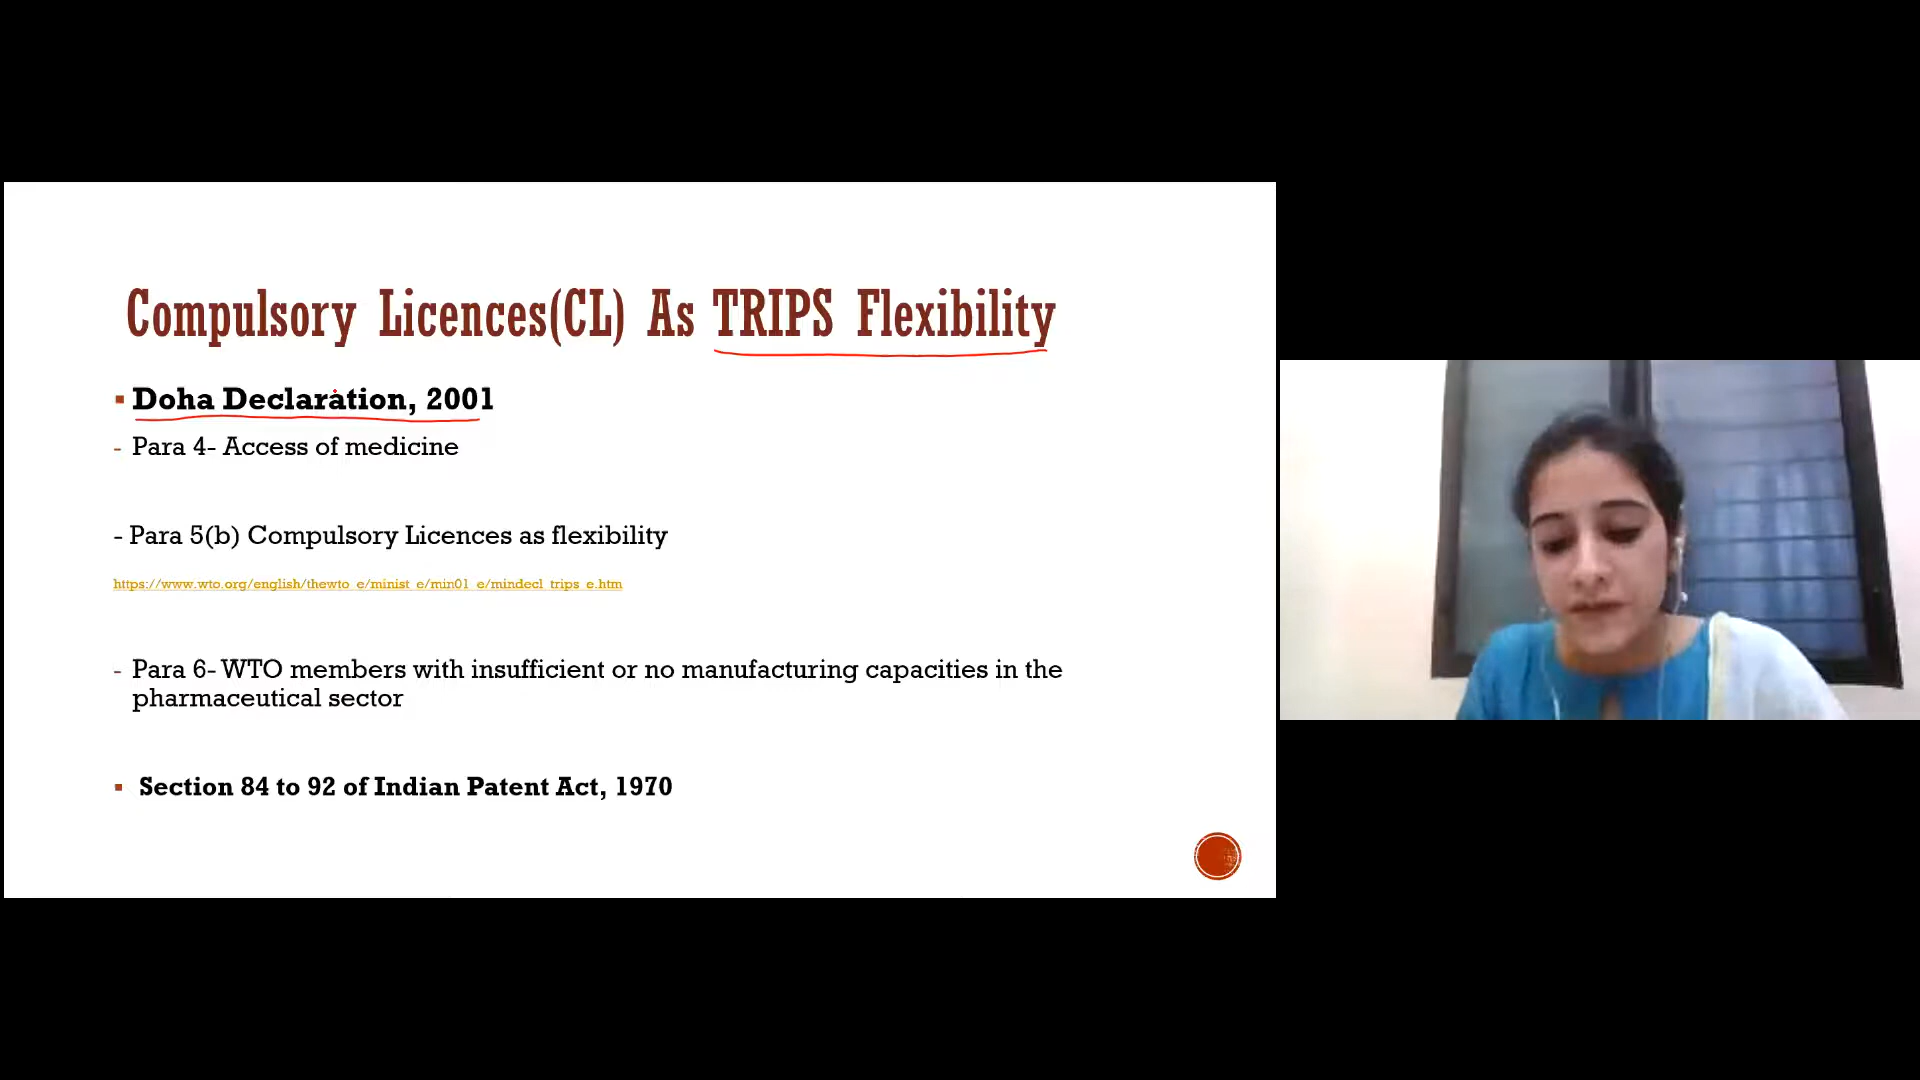 Compulsory Licences(CL) As TRIPS Flexibility
▪ Doha Declaration, 2001
- Para 4- Access of medicine
- Para 5(b) Compulsory Licences as flexibility
https://www.wto.org/english/thewto_e/minist_e/min01_e/mindecl_trips_e.htm
- Para 6- WTO members with insufficient or no manufacturing capacities in the
pharmaceutical sector
▪ Section 84 to 92 of Indian Patent Act, 1970